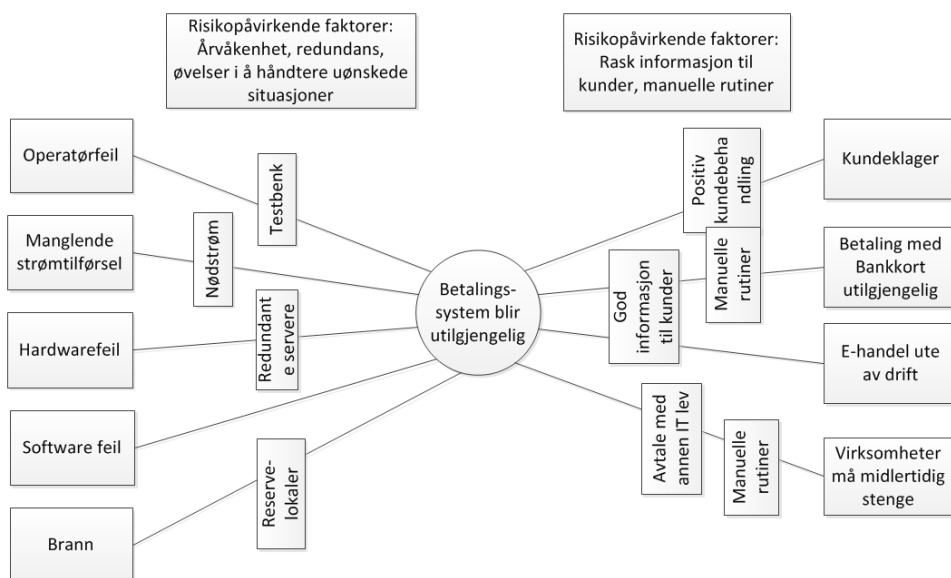 Risikopåvirkende faktorer:
Årvåkenhet, redundans,
øvelser i å håndtere uønskede
situasjoner
Risikopåvirkende faktorer:
Rask informasjon til
kunder, manuelle rutiner
Operatørfeil
Manglende
strømtilførsel
Hardwarefeil
Software feil
Brann
Testbenk
Nødstrøm
Redundant
e servere
Reserve-
lokaler
Betalings-
system blir
utilgjengelig
Positiv
kundebeha
ndling
Manuelle
rutiner
God
informasjon
til kunder
Avtale med
annen IT lev
Manuelle
rutiner
Kundeklager
Betaling med
Bankkort
utilgjengelig
E-handel ute
av drift
Virksomheter
må midlertidig
stenge